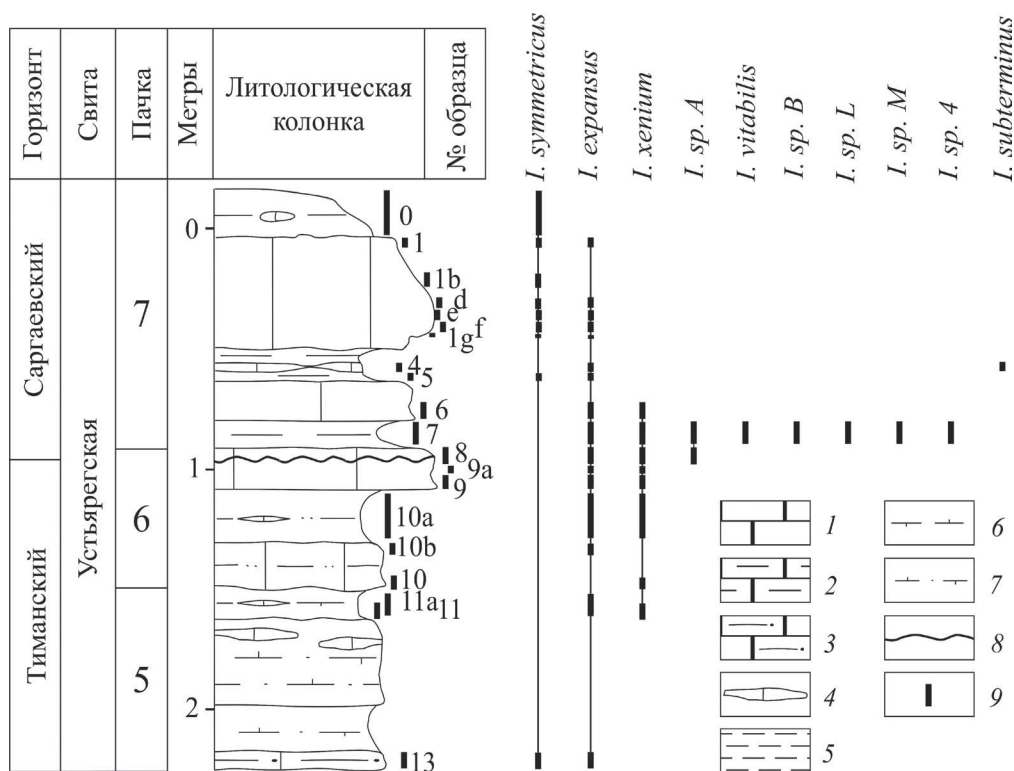 Горизонт
Свита
Пачка
Метры
Литологическая
колонка
№ образца
I. symmetricus
I. expansus
I. xenium
I. sp. A
I. vitabilis
I. sp. B
I. sp. L
I. sp. M
I. sp. 4
I. subterminus
Саргаевский
Тиманский
Устьярегская
7
6
5
0
1
2
0
1
1b
d
e
f
1g
4
5
6
7
8
9a
9
10a
10b
10
11a
11
13
1
2
3
4
5
6
7
8
9